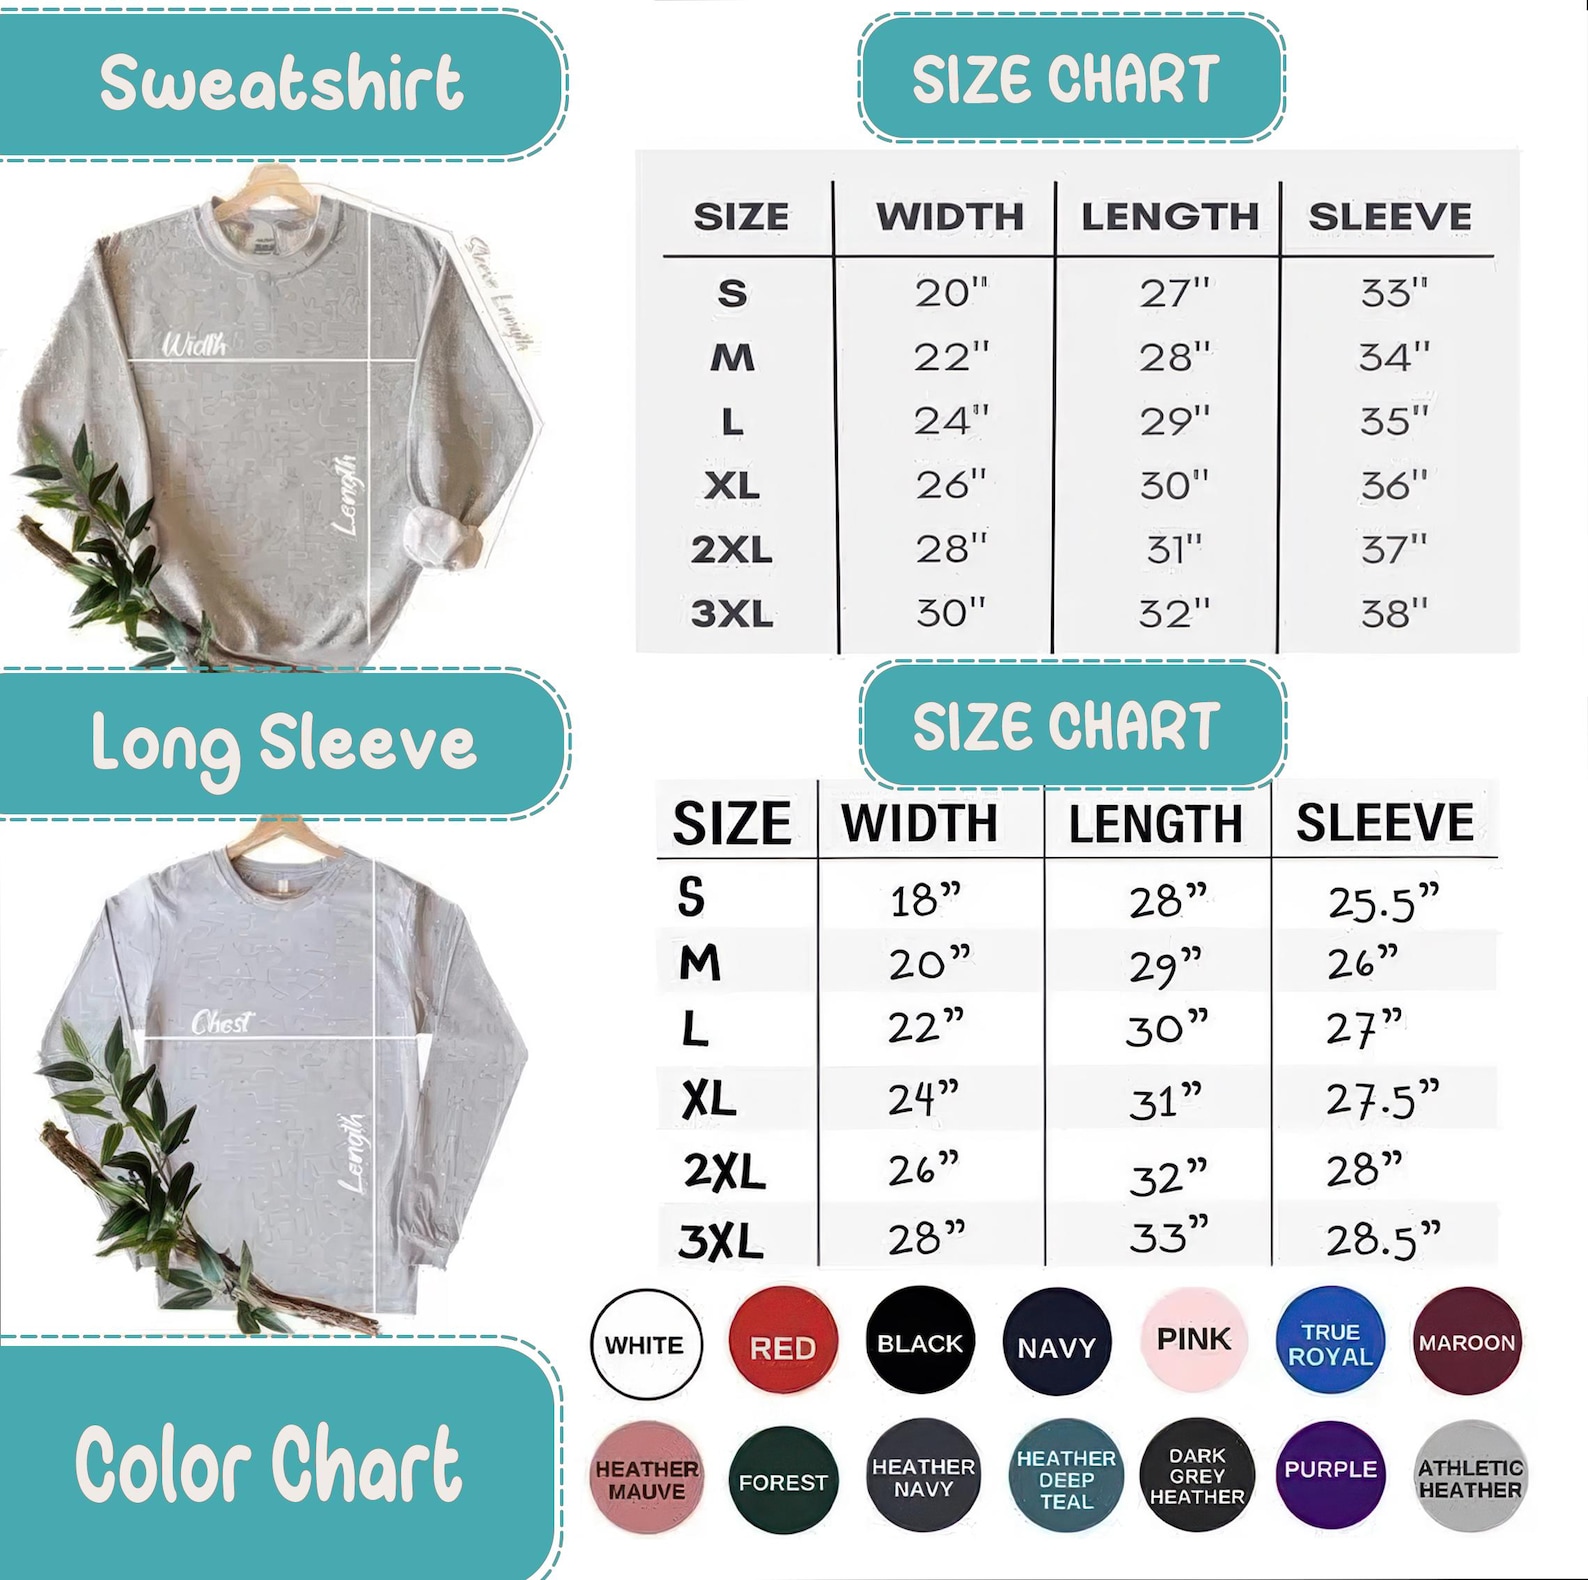 Sweatshirt
SIZE CHART
Width
Length
Sleeve Length
SIZE WIDTH LENGTH SLEEVE
S 20" 27" 33"
M 22" 28" 34"
L 24" 29" 35"
XL 26" 30" 36"
2XL 28" 31" 37"
3XL 30" 32" 38"
Long Sleeve
SIZE CHART
Chest
Length
SIZE WIDTH LENGTH SLEEVE
S 18” 28” 25.5”
M 20” 29” 26”
L 22” 30” 27”
XL 24” 31” 27.5”
2XL 26” 32” 28”
3XL 28” 33” 28.5”
Color Chart
WHITE
RED
BLACK
NAVY
PINK
TRUE
ROYAL
MAROON
HEATHER
MAUVE
FOREST
HEATHER
NAVY
HEATHER
DEEP
TEAL
DARK
GREY
HEATHER
PURPLE
ATHLETIC
HEATHER